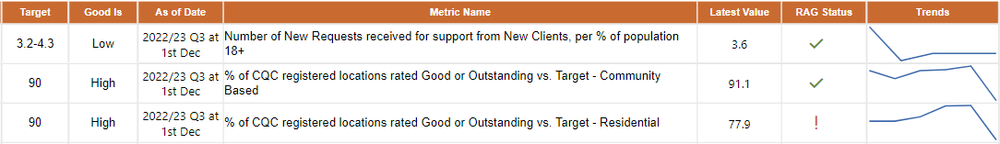 Target Good Is As of Date Metric Name Latest Value RAG Status Trends
3.2-4.3 Low 2022/23 Q3 at Number of New Requests received for support from New Clients, per % of population 3.6
1st Dec 18+
90 High 2022/23 Q3 at % of CQC registered locations rated Good or Outstanding vs. Target - Community 91.1
1st Dec Based
90 High 2022/23 Q3 at % of CQC registered locations rated Good or Outstanding vs. Target - Residential 77.9
1st Dec